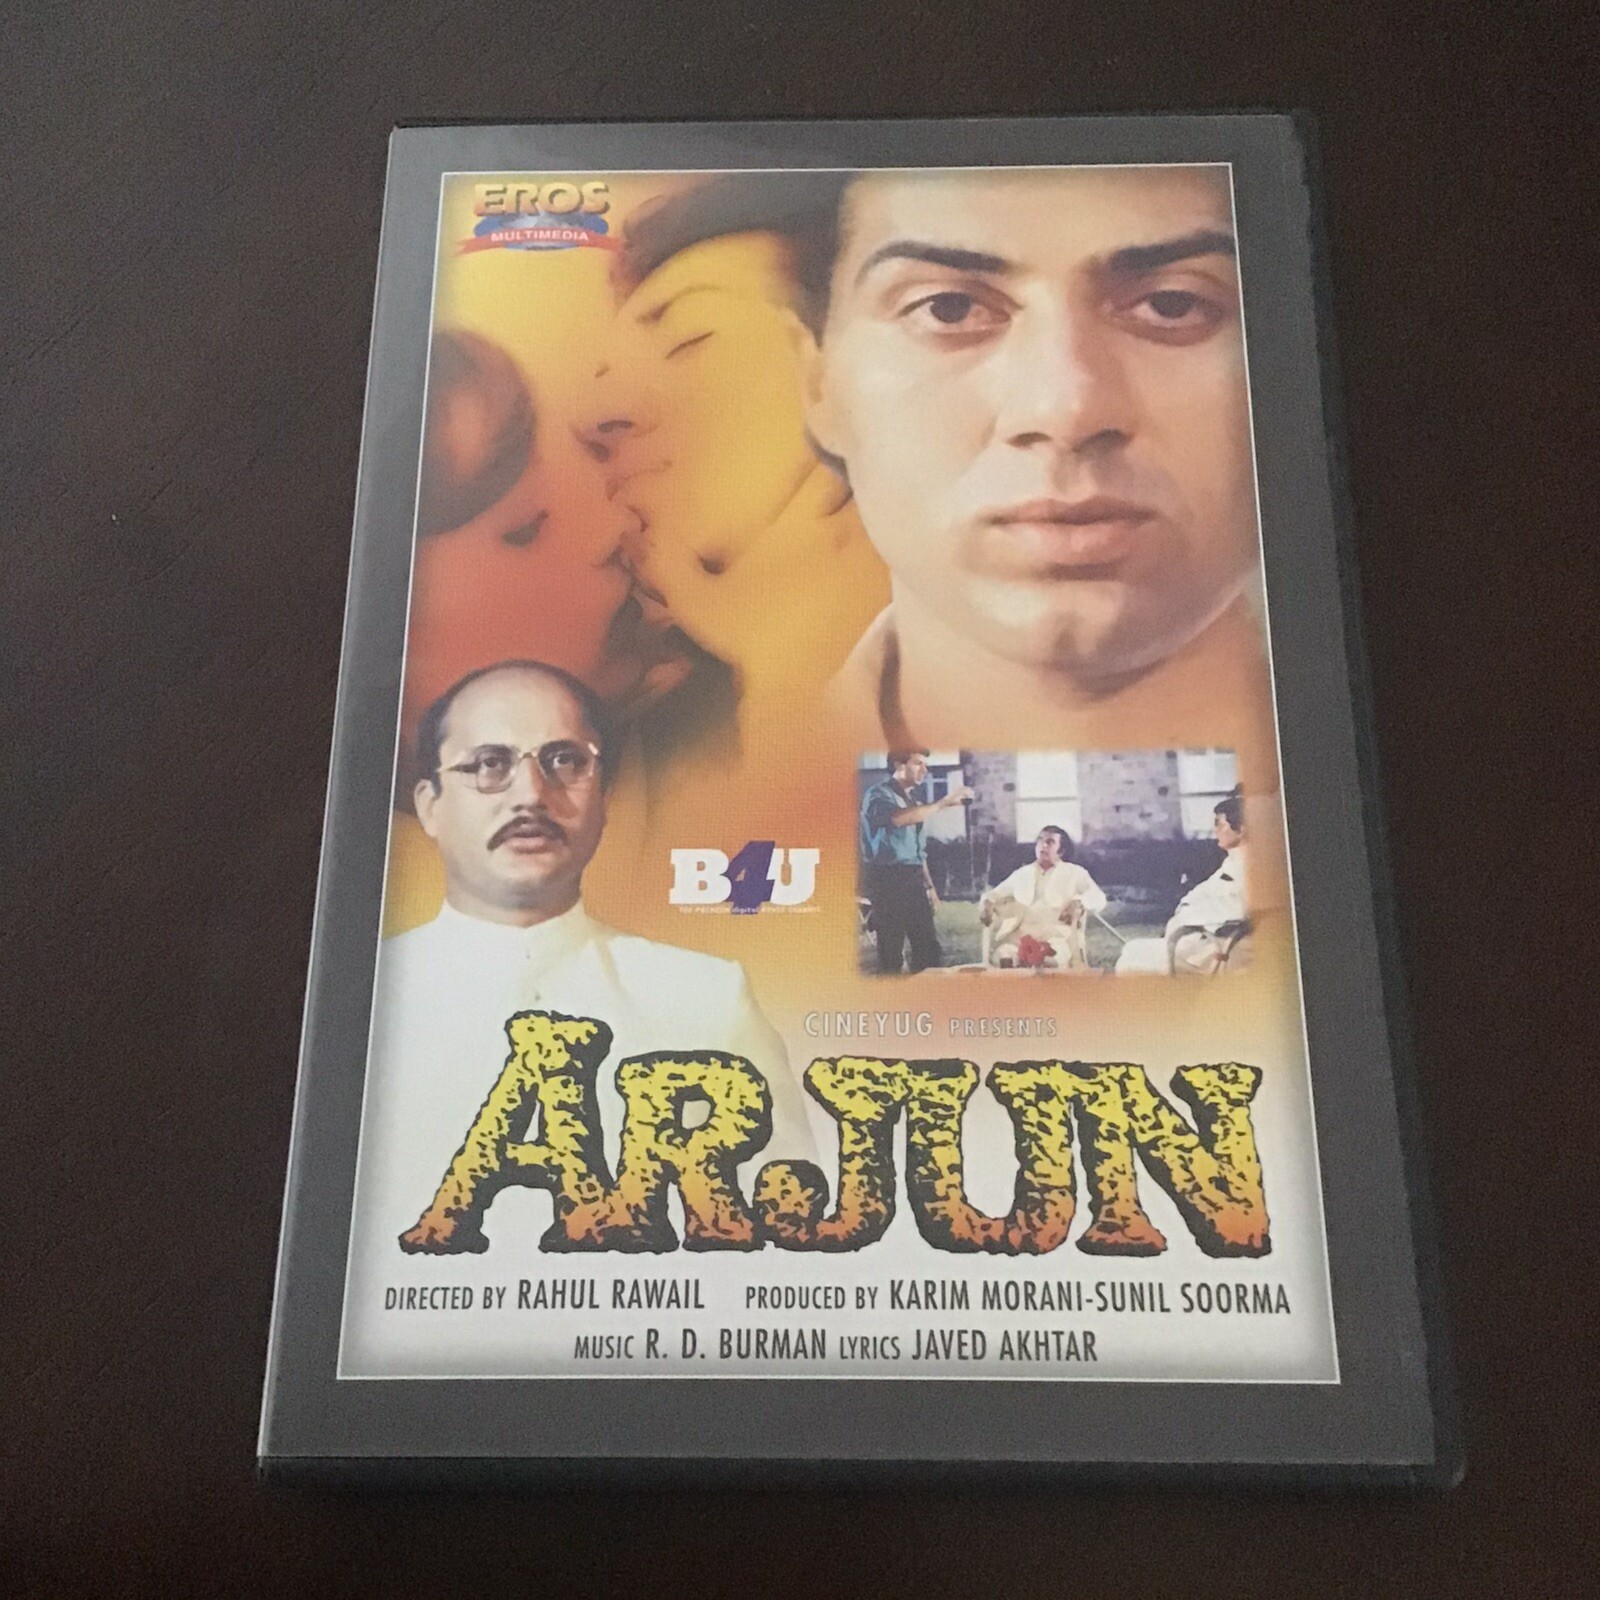 EROS
MULTIMEDIA
B4U
CINEYUG PRESENTS
ARJUN
DIRECTED BY RAHUL RAWAIL PRODUCED BY KARIM MORANI-SUNIL SOORMA
MUSIC R. D. BURMAN LYRICS JAVED AKHTAR